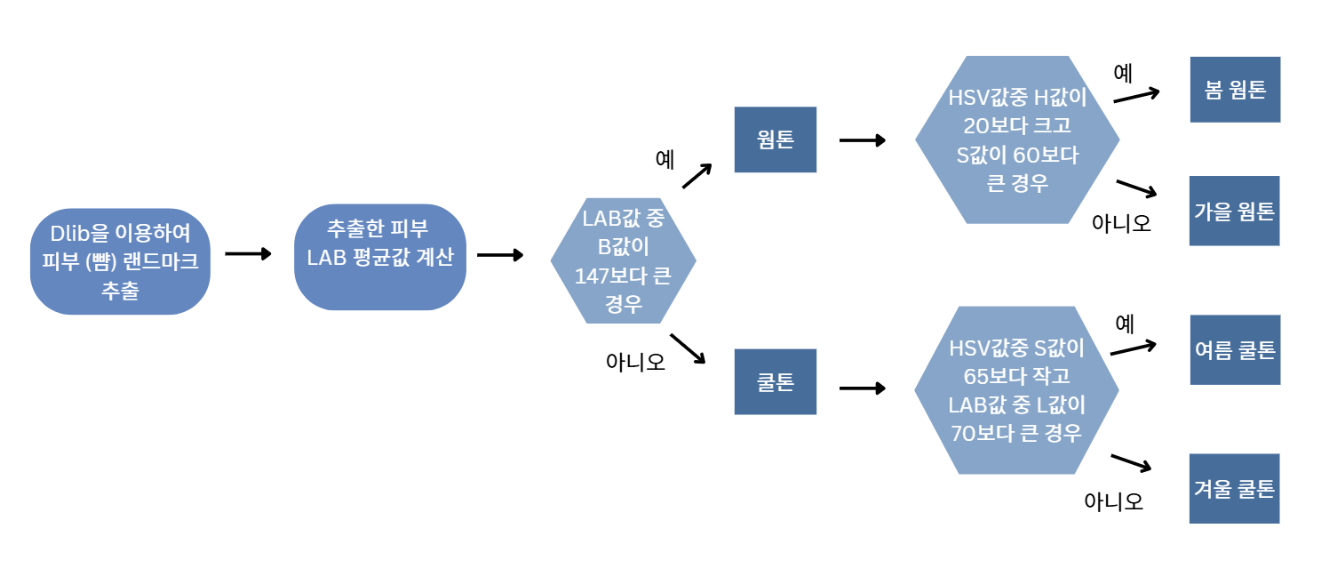 Dlib을 이용하여
피부 (뺨) 랜드마크
추출
추출한 피부
LAB 평균값 계산
LAB값 중
B값이
147보다 큰
경우
예
웜톤
HSV값중 H값이
20보다 크고
S값이 60보다
큰 경우
예
봄 웜톤
아니오
가을 웜톤
아니오
쿨톤
HSV값중 S값이
65보다 작고
LAB값 중 L값이
70보다 큰 경우
예
여름 쿨톤
아니오
겨울 쿨톤